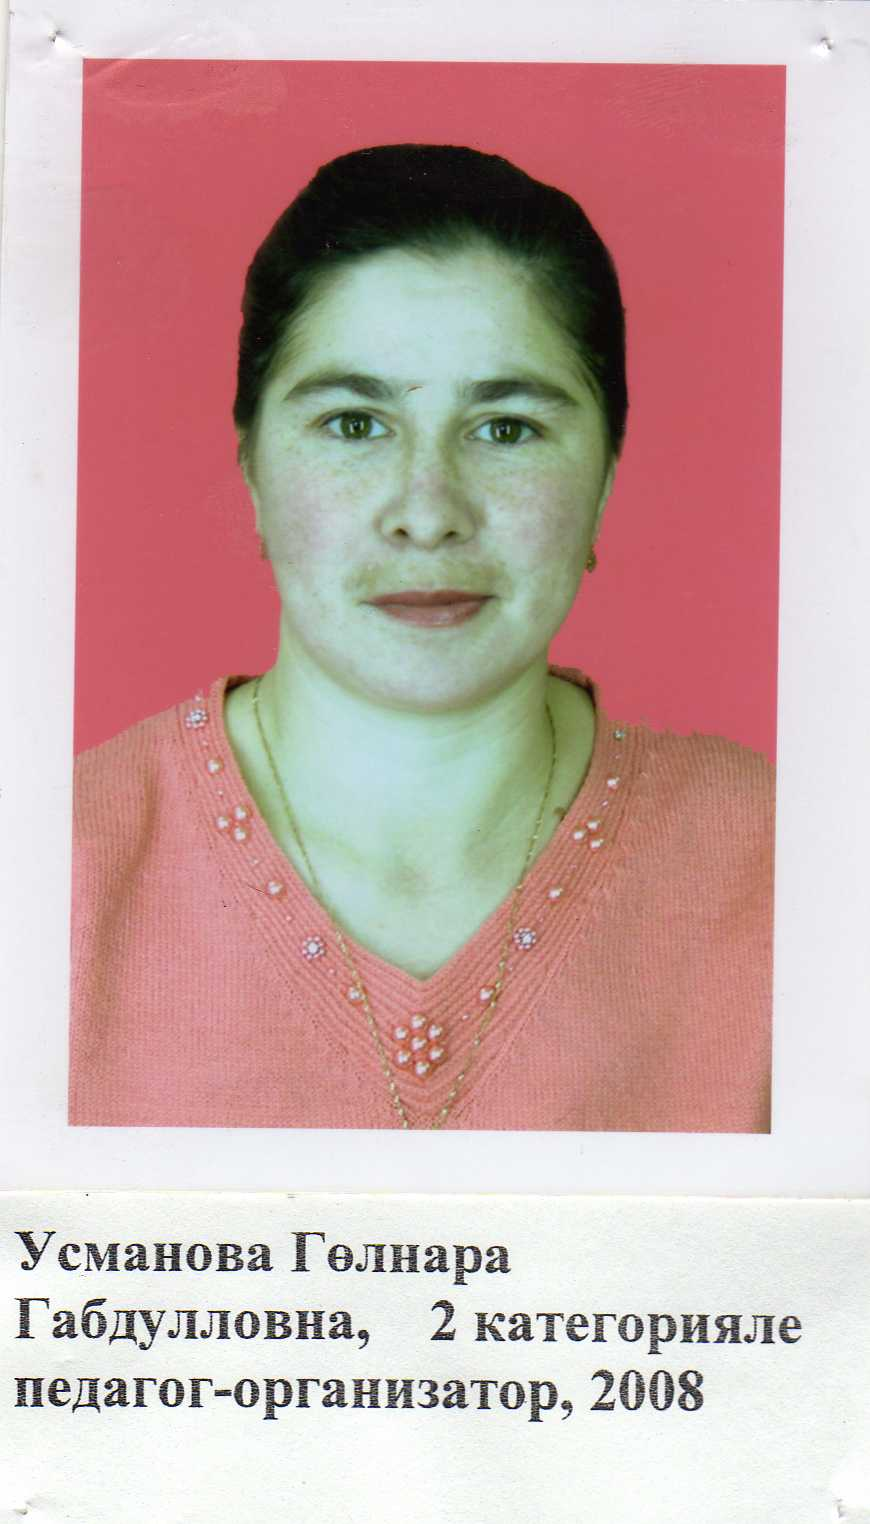 Усманова Гөлнара
Габдулловна, 2 категорияле
педагог-организатор, 2008